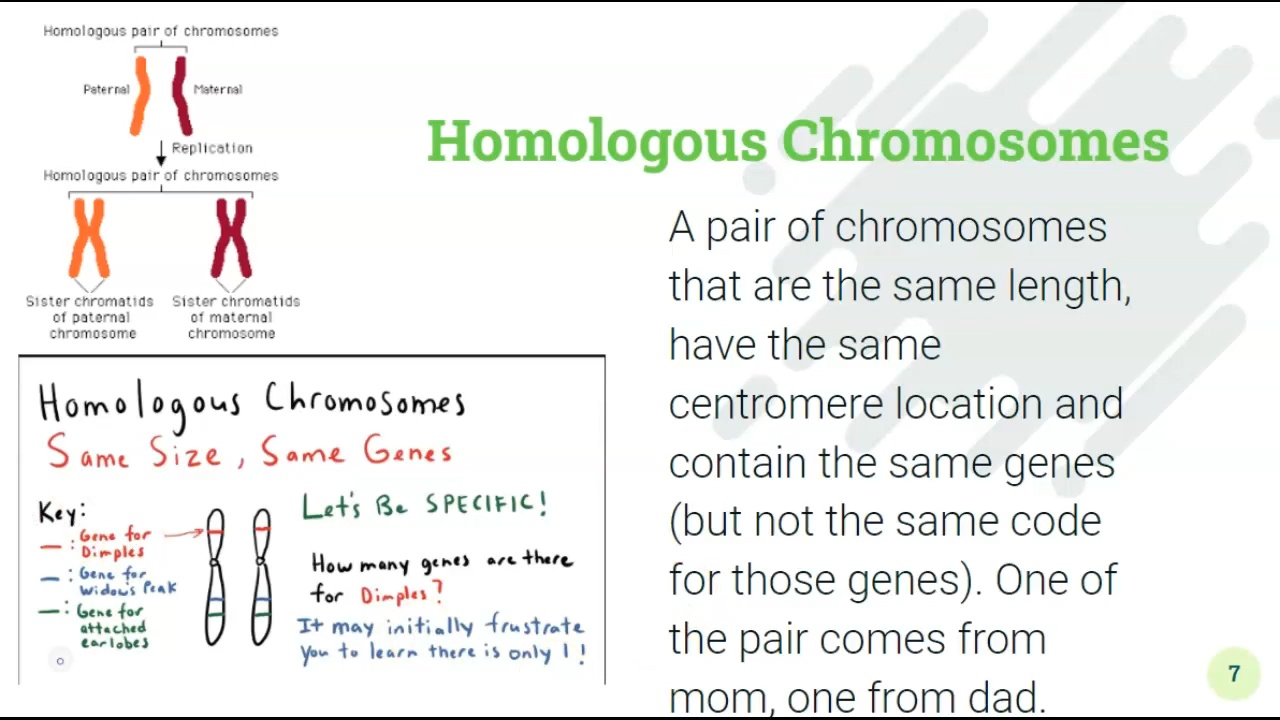 Homologous pair of chromosomes
Paternal
Maternal
Replication
Homologous pair of chromosomes
Sister chromatids
of paternal
chromosome
Sister chromatids
of maternal
chromosome
Homologous Chromosomes
Same Size, Same Genes
Key:
— : Gene for
Dimples
— : Gene for
Widow's Peak
— : Gene for
attached
earlobes
Let's Be SPECIFIC!
How many genes are there
for Dimples?
It may initially frustrate
you to learn there is only 1!
Homologous Chromosomes
A pair of chromosomes
that are the same length,
have the same
centromere location and
contain the same genes
(but not the same code
for those genes). One of
the pair comes from
mom, one from dad.
7